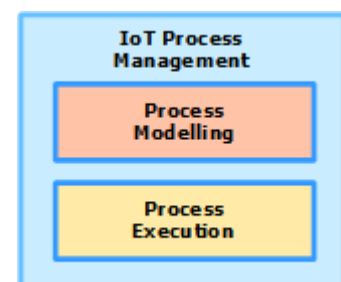 IoT Process
Management
Process
Modelling
Process
Execution